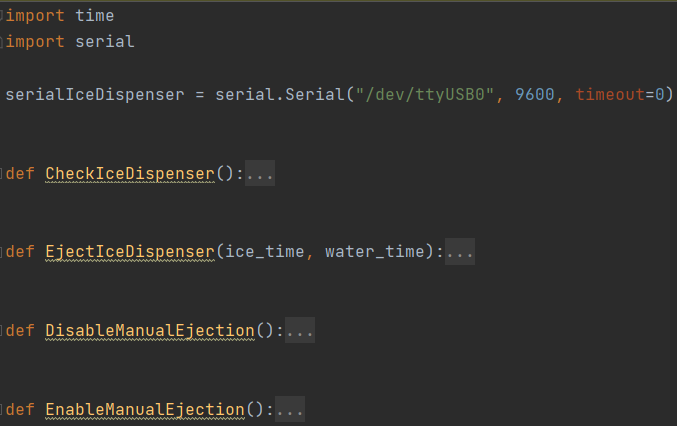 import time
import serial
serialIceDispenser = serial.Serial("/dev/ttyUSB0", 9600, timeout=0)
def CheckIceDispenser():...
def EjectIceDispenser(ice_time, water_time):...
def DisableManualEjection():...
def EnableManualEjection():...